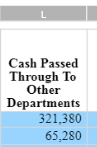 L
Cash Passed
Through To
Other
Departments
321,380
65,280